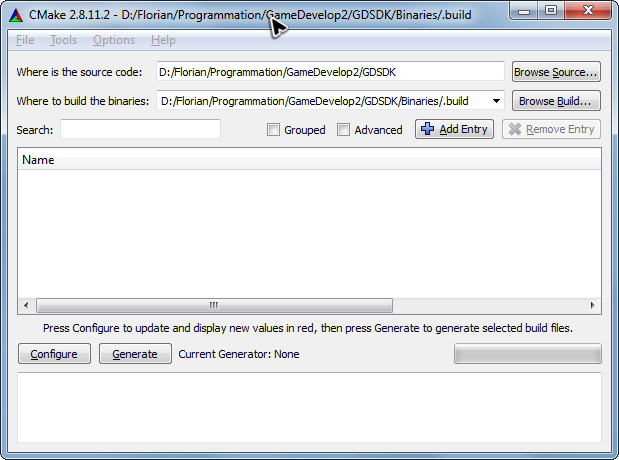 CMake 2.8.11.2 - D:/Florian/Programmation/GameDevelop2/GDSDK/Binaries/.build
File Tools Options Help
Where is the source code: D:/Florian/Programmation/GameDevelop2/GDSDK Browse Source...
Where to build the binaries: D:/Florian/Programmation/GameDevelop2/GDSDK/Binaries/.build Browse Build...
Search: Grouped Advanced Add Entry Remove Entry
Name
Press Configure to update and display new values in red, then press Generate to generate selected build files.
Configure Generate Current Generator: None